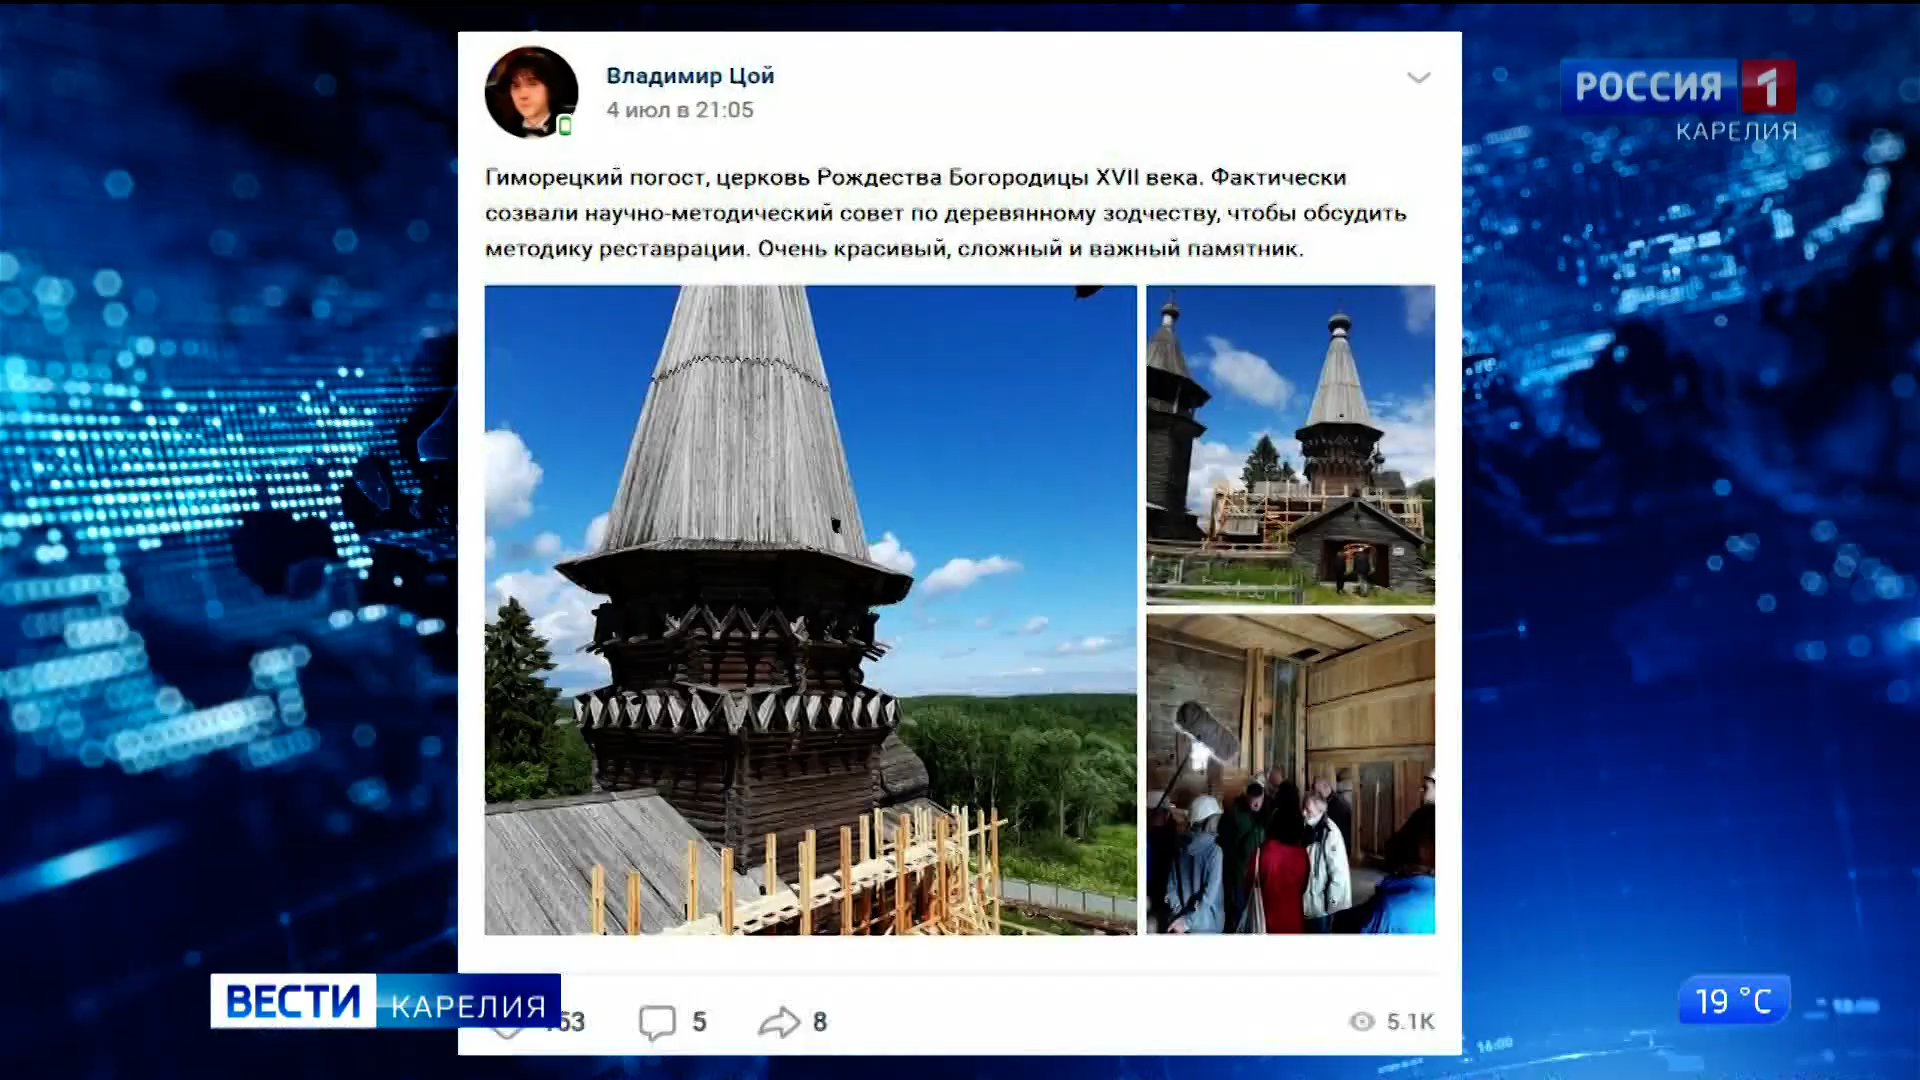 Владимир Цой
4 июл в 21:05
РОССИЯ 1
КАРЕЛИЯ
Гиморецкий погост, церковь Рождества Богородицы XVII века. Фактически
созвали научно-методический совет по деревянному зодчеству, чтобы обсудить
методику реставрации. Очень красивый, сложный и важный памятник.
ВЕСТИ КАРЕЛИЯ
53
5
8
5.1K
19 °C